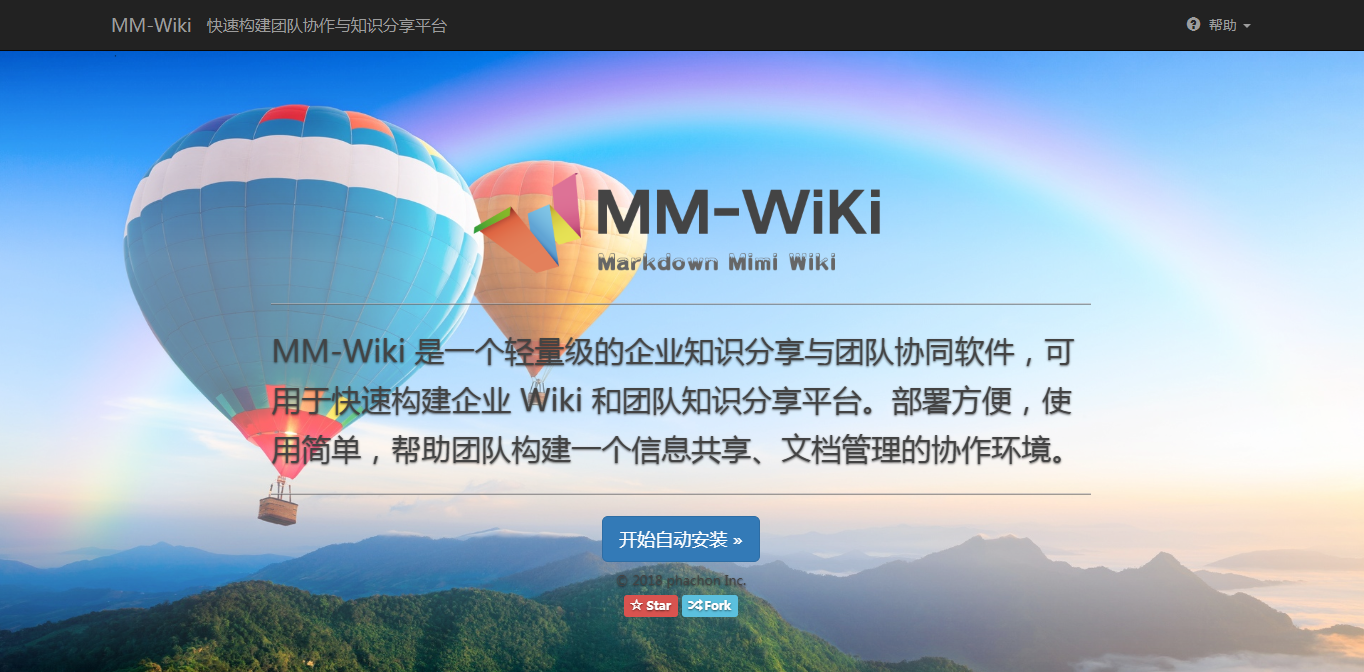 MM-Wiki 快速构建团队协作与知识分享平台
帮助
MM-WiKi
Markdown Mimi Wiki
MM-Wiki 是一个轻量级的企业知识分享与团队协同软件，可
用于快速构建企业 Wiki 和团队知识分享平台。部署方便，使
用简单，帮助团队构建一个信息共享、文档管理的协作环境。
开始自动安装 »
© 2018 phachon Inc.
Star Fork